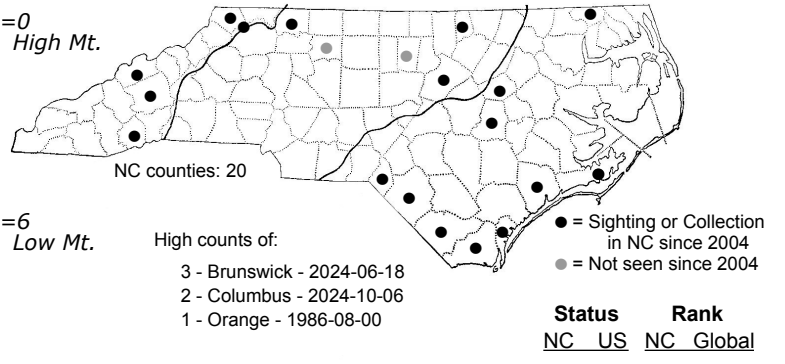 =0
High Mt.
NC counties: 20
=6
Low Mt.
High counts of:
3 - Brunswick - 2024-06-18
2 - Columbus - 2024-10-06
1 - Orange - 1986-08-00
= Sighting or Collection
in NC since 2004
= Not seen since 2004
Status Rank
NC US NC Global